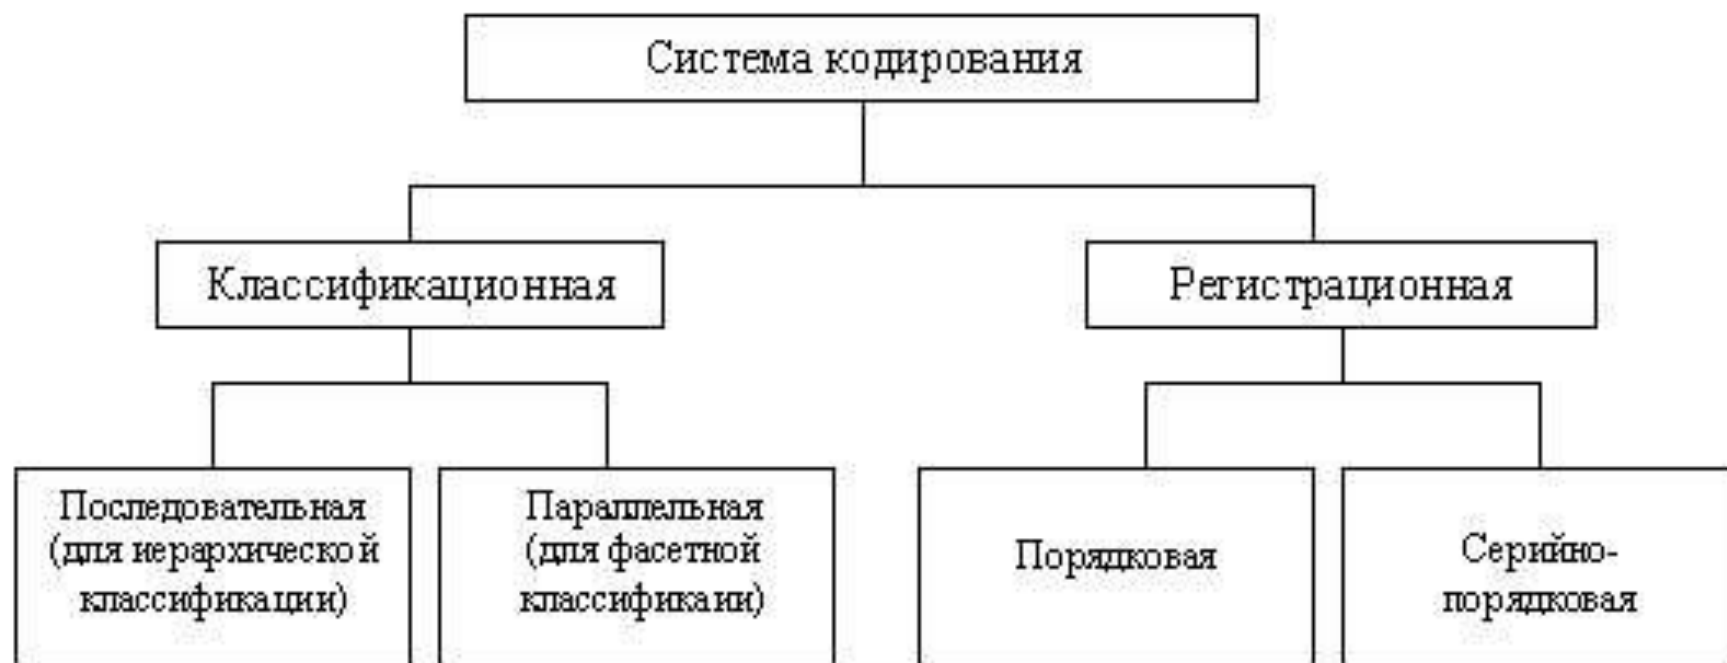 Система кодирования
Классификационная
Регистрационная
Последовательная
(для иерархической
классификации)
Параллельная
(для фасетной
классификаии)
Порядковая
Серийно-
порядковая